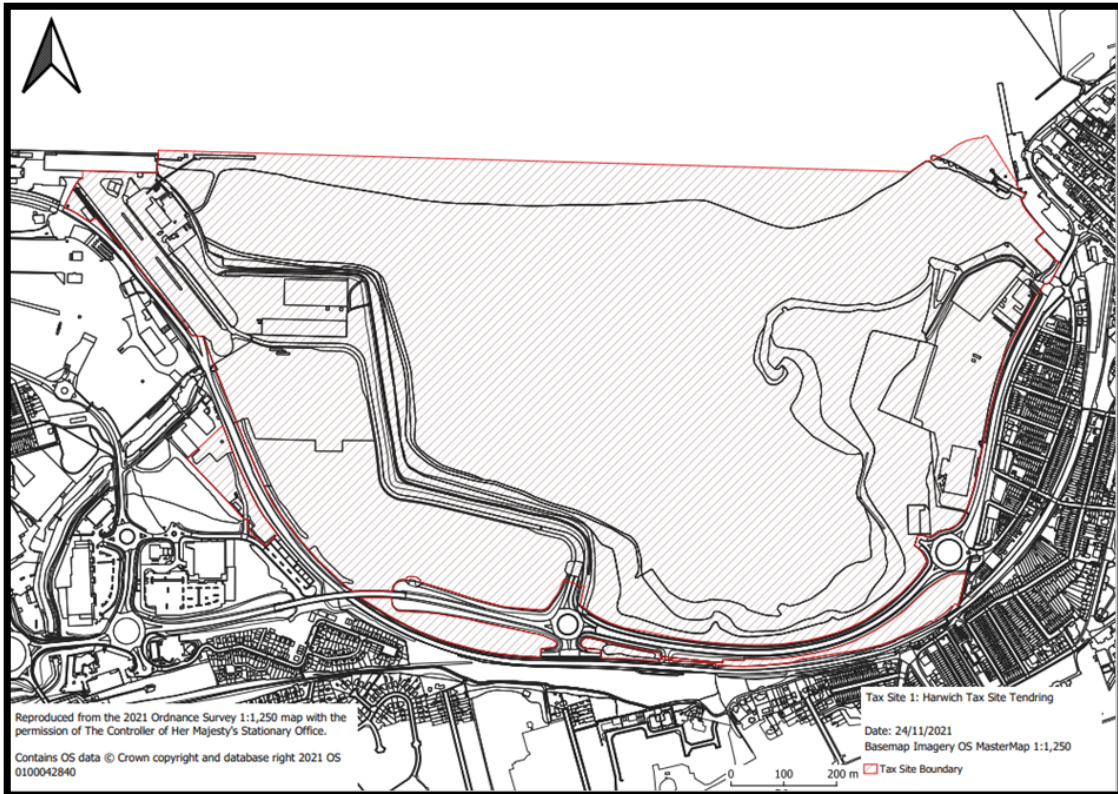 Reproduced from the 2021 Ordnance Survey 1:1,250 map with the
permission of The Controller of Her Majesty's Stationary Office.
Contains OS data © Crown copyright and database right 2021 OS
0100042840
Tax Site 1: Harwich Tax Site Tendring
Date: 24/11/2021
Basemap Imagery OS MasterMap 1:1,250
Tax Site Boundary
0 100 200 m